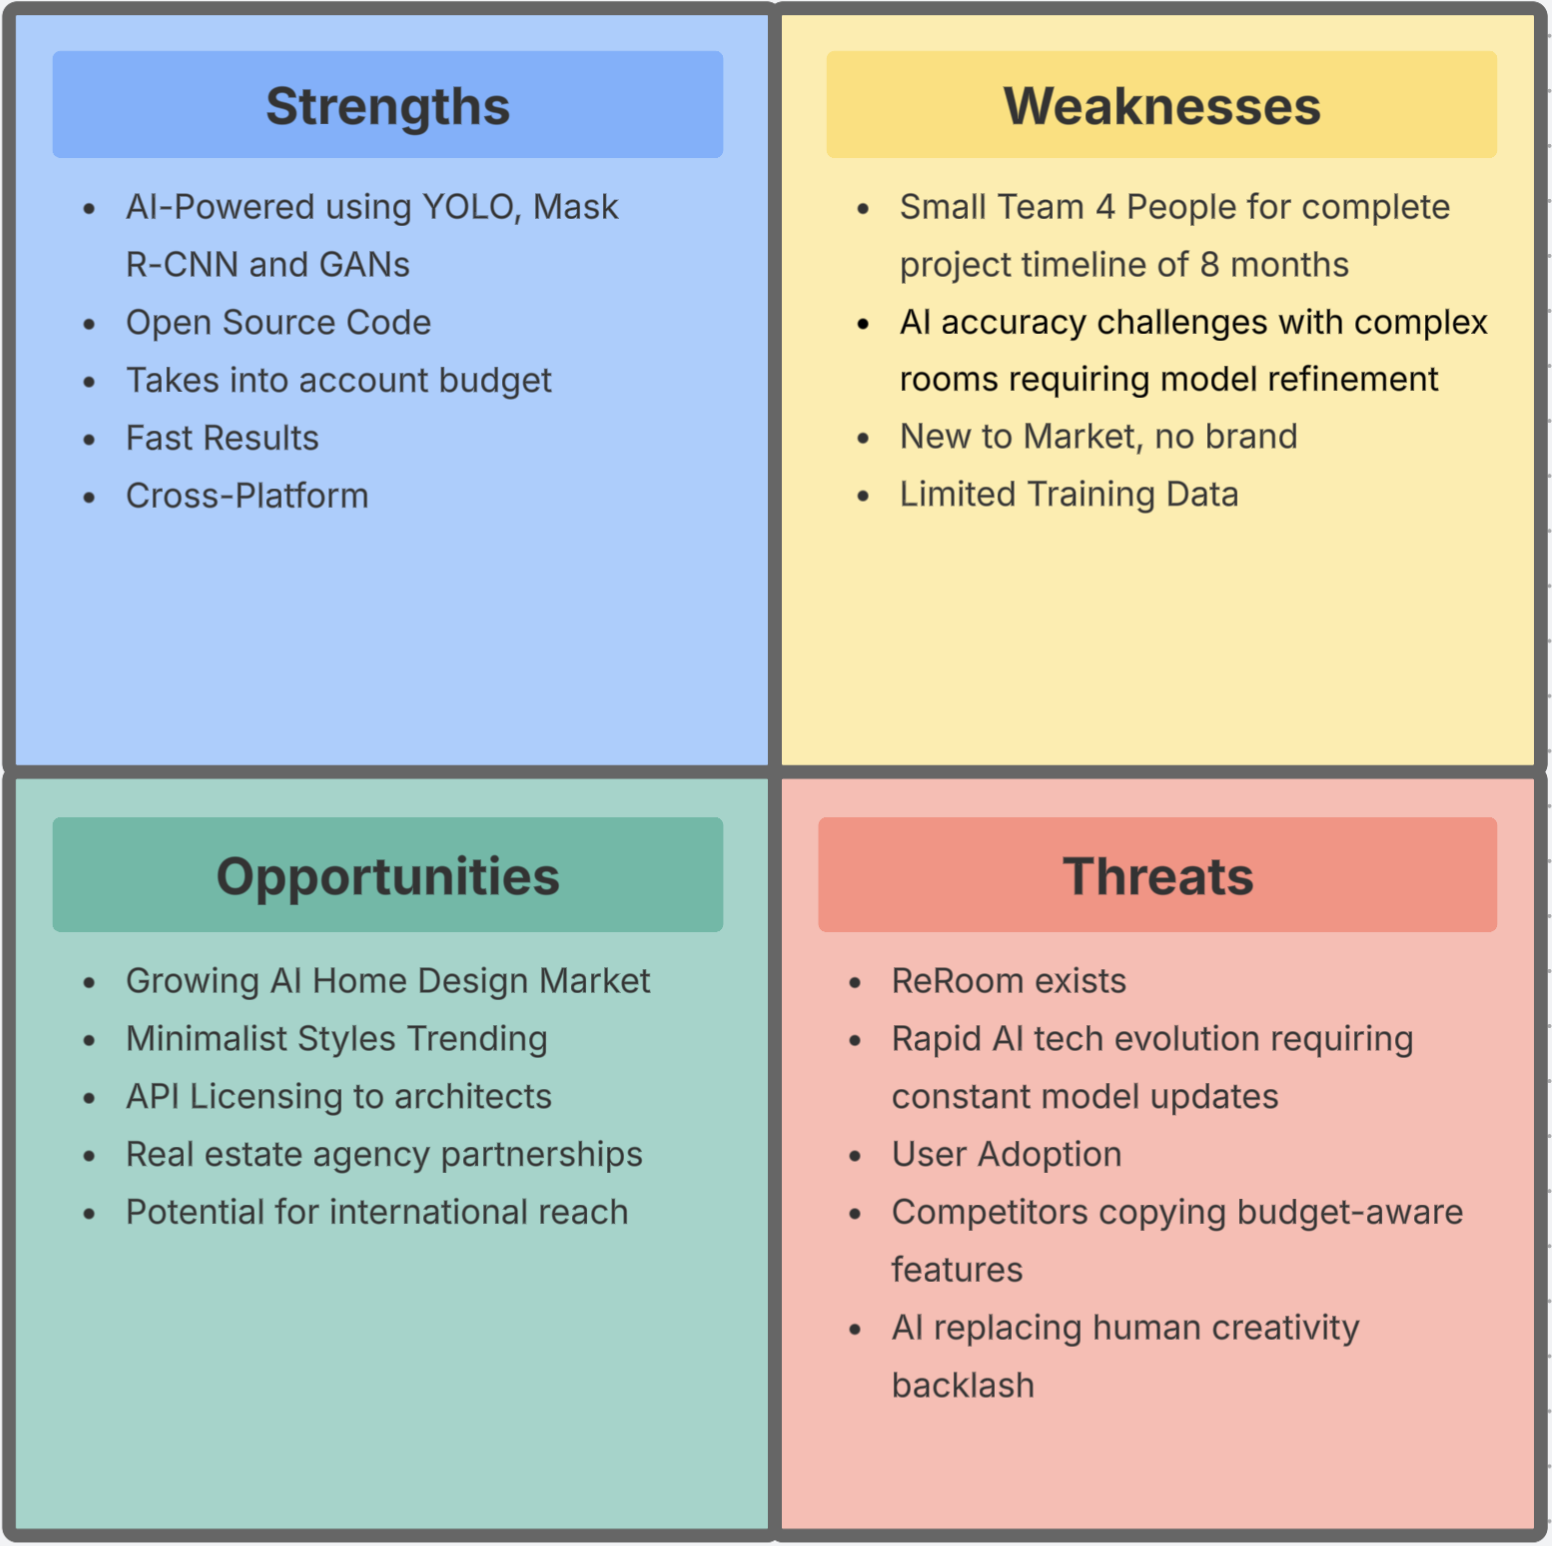 Strengths
• AI-Powered using YOLO, Mask
R-CNN and GANs
• Open Source Code
• Takes into account budget
• Fast Results
• Cross-Platform
Weaknesses
• Small Team 4 People for complete
project timeline of 8 months
• AI accuracy challenges with complex
rooms requiring model refinement
• New to Market, no brand
• Limited Training Data
Opportunities
• Growing AI Home Design Market
• Minimalist Styles Trending
• API Licensing to architects
• Real estate agency partnerships
• Potential for international reach
Threats
• ReRoom exists
• Rapid AI tech evolution requiring
constant model updates
• User Adoption
• Competitors copying budget-aware
features
• AI replacing human creativity
backlash